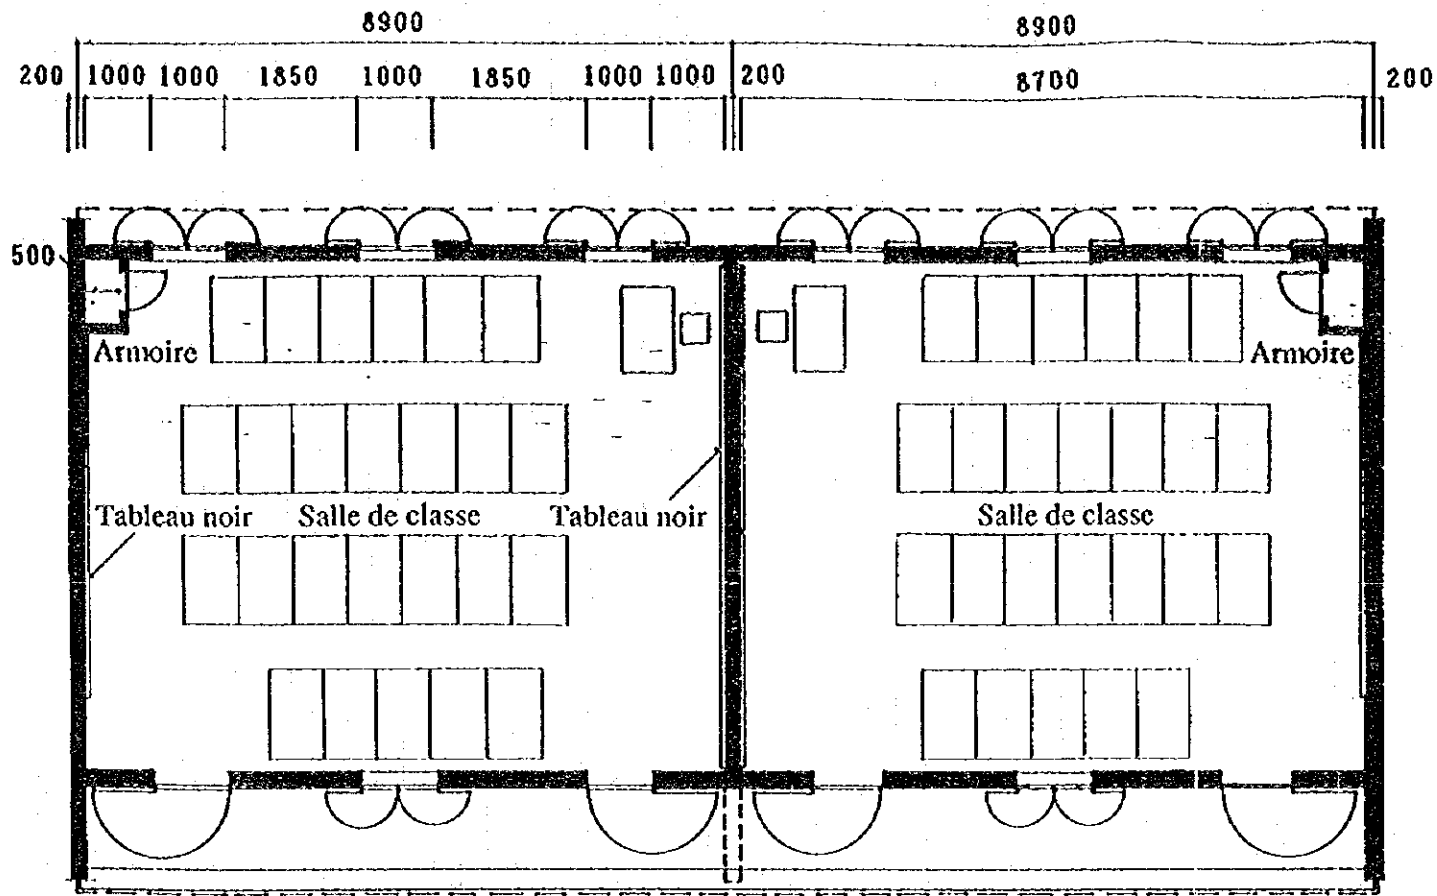 8900 8900
200 1000 1000 1850 1000 1850 1000 1000 200 8700 200
500
Armoire Armoire
Tableau noir Salle de classe Tableau noir Salle de classe